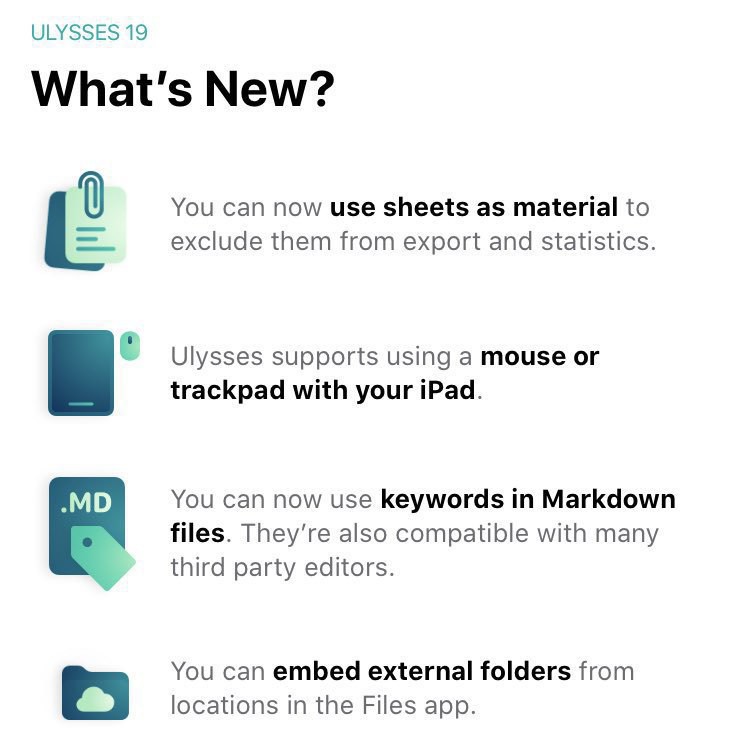 ULYSSES 19
What’s New?
You can now use sheets as material to
exclude them from export and statistics.
Ulysses supports using a mouse or
trackpad with your iPad.
.MD
You can now use keywords in Markdown
files. They’re also compatible with many
third party editors.
You can embed external folders from
locations in the Files app.